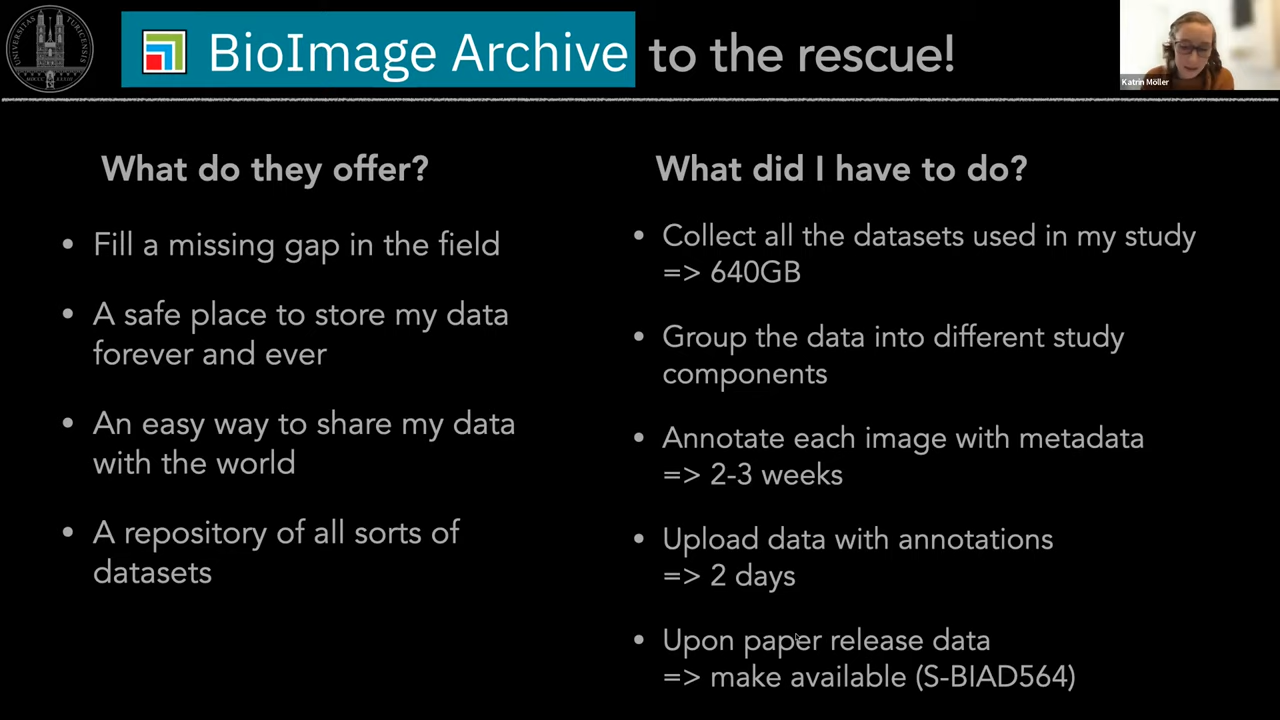 BioImage Archive to the rescue!
Katrin Möller
What do they offer?
• Fill a missing gap in the field
• A safe place to store my data
forever and ever
• An easy way to share my data
with the world
• A repository of all sorts of
datasets
What did I have to do?
• Collect all the datasets used in my study
=> 640GB
• Group the data into different study
components
• Annotate each image with metadata
=> 2-3 weeks
• Upload data with annotations
=> 2 days
• Upon paper release data
=> make available (S-BIAD564)